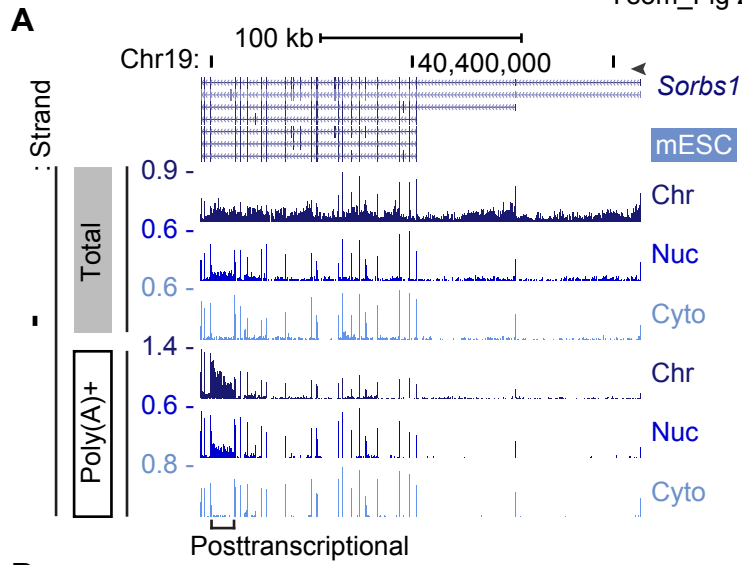 A
100 kb
Chr19:
40,400,000
Sorbs1
mESC
: Strand
-
Total
Poly(A)+
0.9 -
Chr
0.6 -
Nuc
0.6 -
Cyto
1.4 -
Chr
0.6 -
Nuc
0.8 -
Cyto
Posttranscriptional